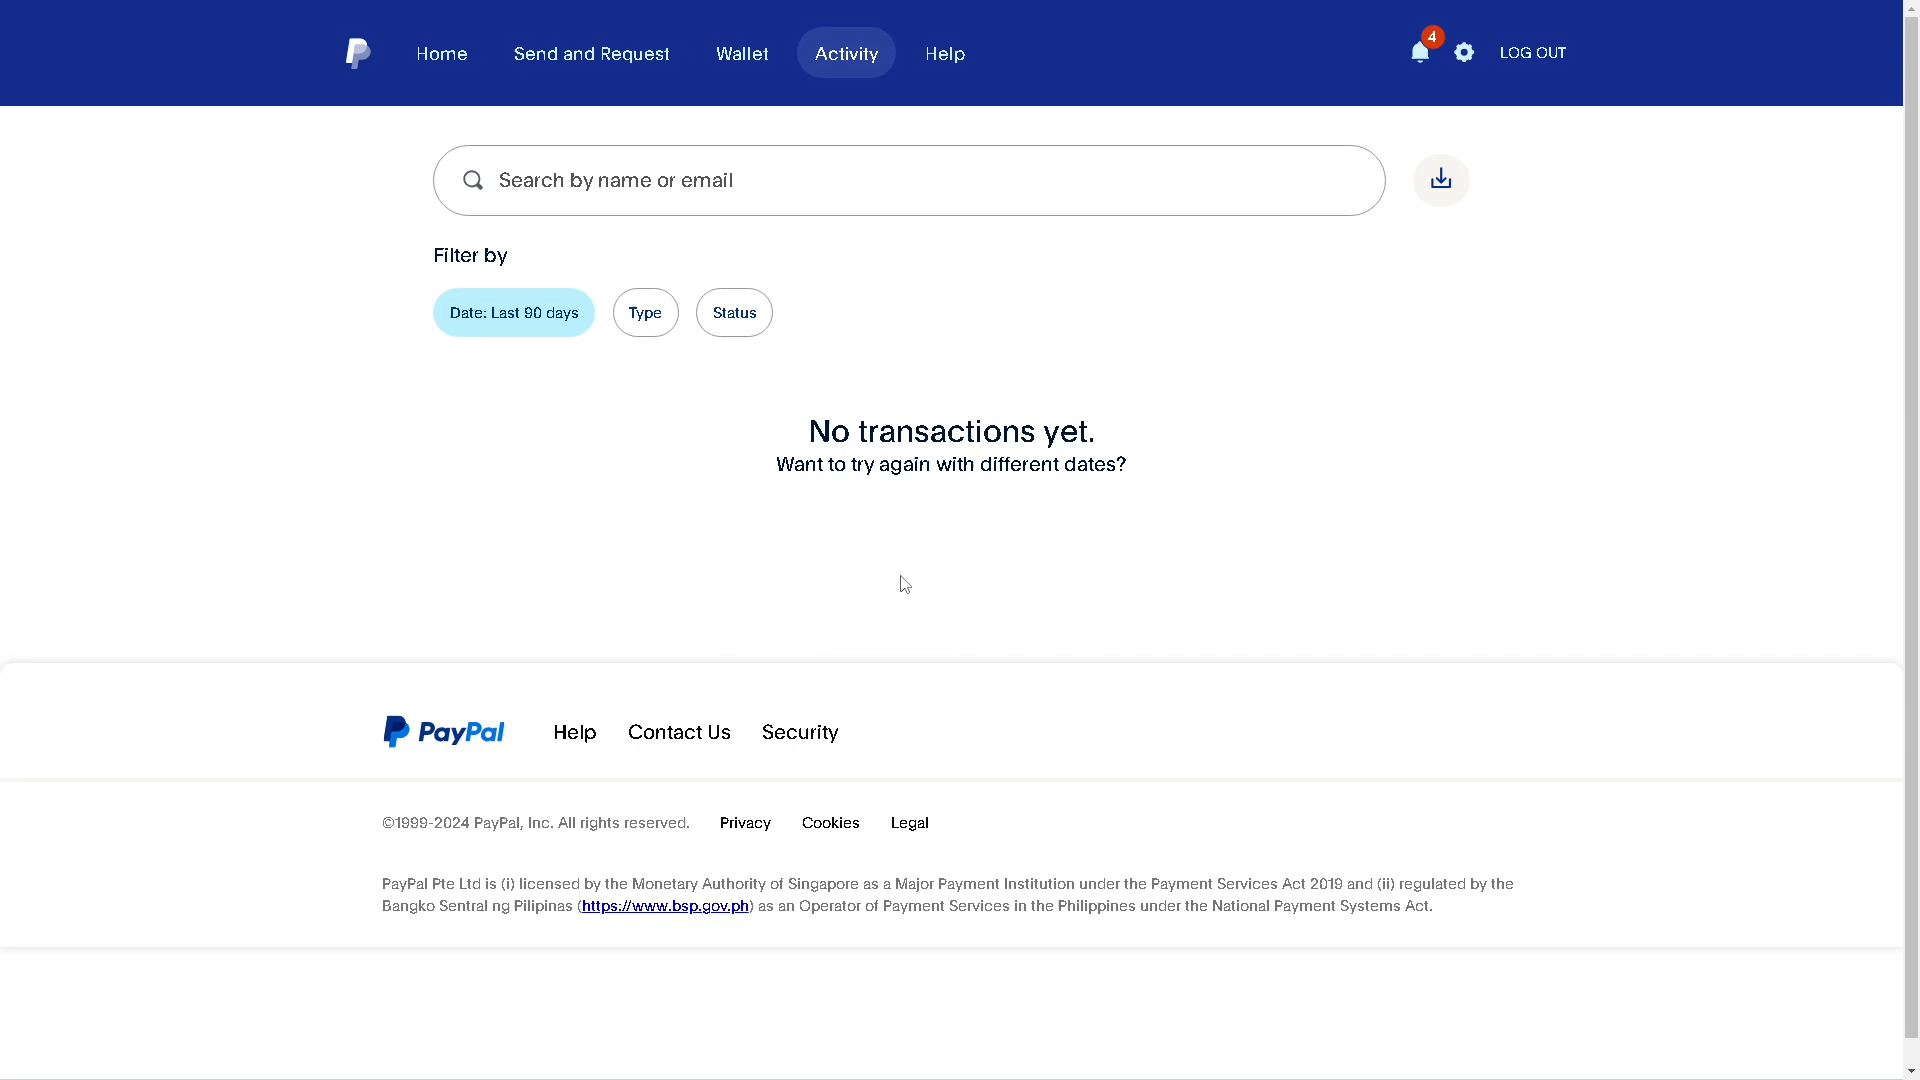 Home
Send and Request
Wallet
Activity
Help
4
LOG OUT
Search by name or email
Filter by
Date: Last 90 days
Type
Status
No transactions yet.
Want to try again with different dates?
PayPal
Help
Contact Us
Security
©1999-2024 PayPal, Inc. All rights reserved.
Privacy
Cookies
Legal
PayPal Pte Ltd is (i) licensed by the Monetary Authority of Singapore as a Major Payment Institution under the Payment Services Act 2019 and (ii) regulated by the
Bangko Sentral ng Pilipinas (https://www.bsp.gov.ph) as an Operator of Payment Services in the Philippines under the National Payment Systems Act.